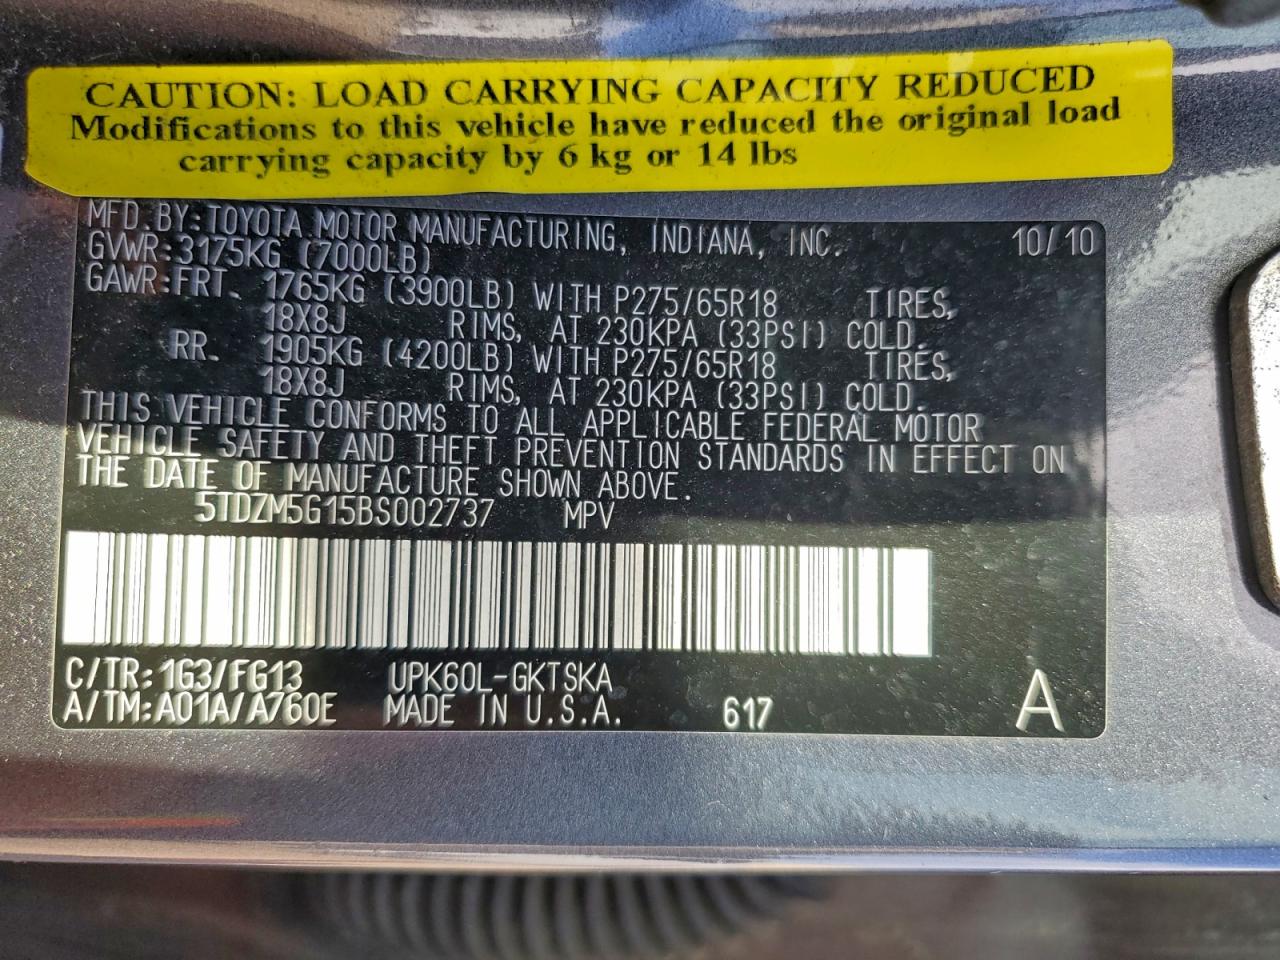 CAUTION: LOAD CARRYING CAPACITY REDUCED
Modifications to this vehicle have reduced the original load
carrying capacity by 6 kg or 14 lbs
MFD. BY: TOYOTA MOTOR MANUFACTURING, INDIANA, INC. 10/10
GVWR: 3175KG (7000LB)
GAWR: FRT. 1765KG (3900LB) WITH P275/65R18 TIRES,
18X8J RIMS, AT 230KPA (33PSI) COLD.
RR. 1905KG (4200LB) WITH P275/65R18 TIRES,
18X8J RIMS, AT 230KPA (33PSI) COLD.
THIS VEHICLE CONFORMS TO ALL APPLICABLE FEDERAL MOTOR
VEHICLE SAFETY AND THEFT PREVENTION STANDARDS IN EFFECT ON
THE DATE OF MANUFACTURE SHOWN ABOVE.
5TDZM5G15BS002737 MPV
C/TR: 1G3/FG13 UPK60L-GKTSKA
A/TM: A01A/A760E MADE IN U.S.A. 617 A